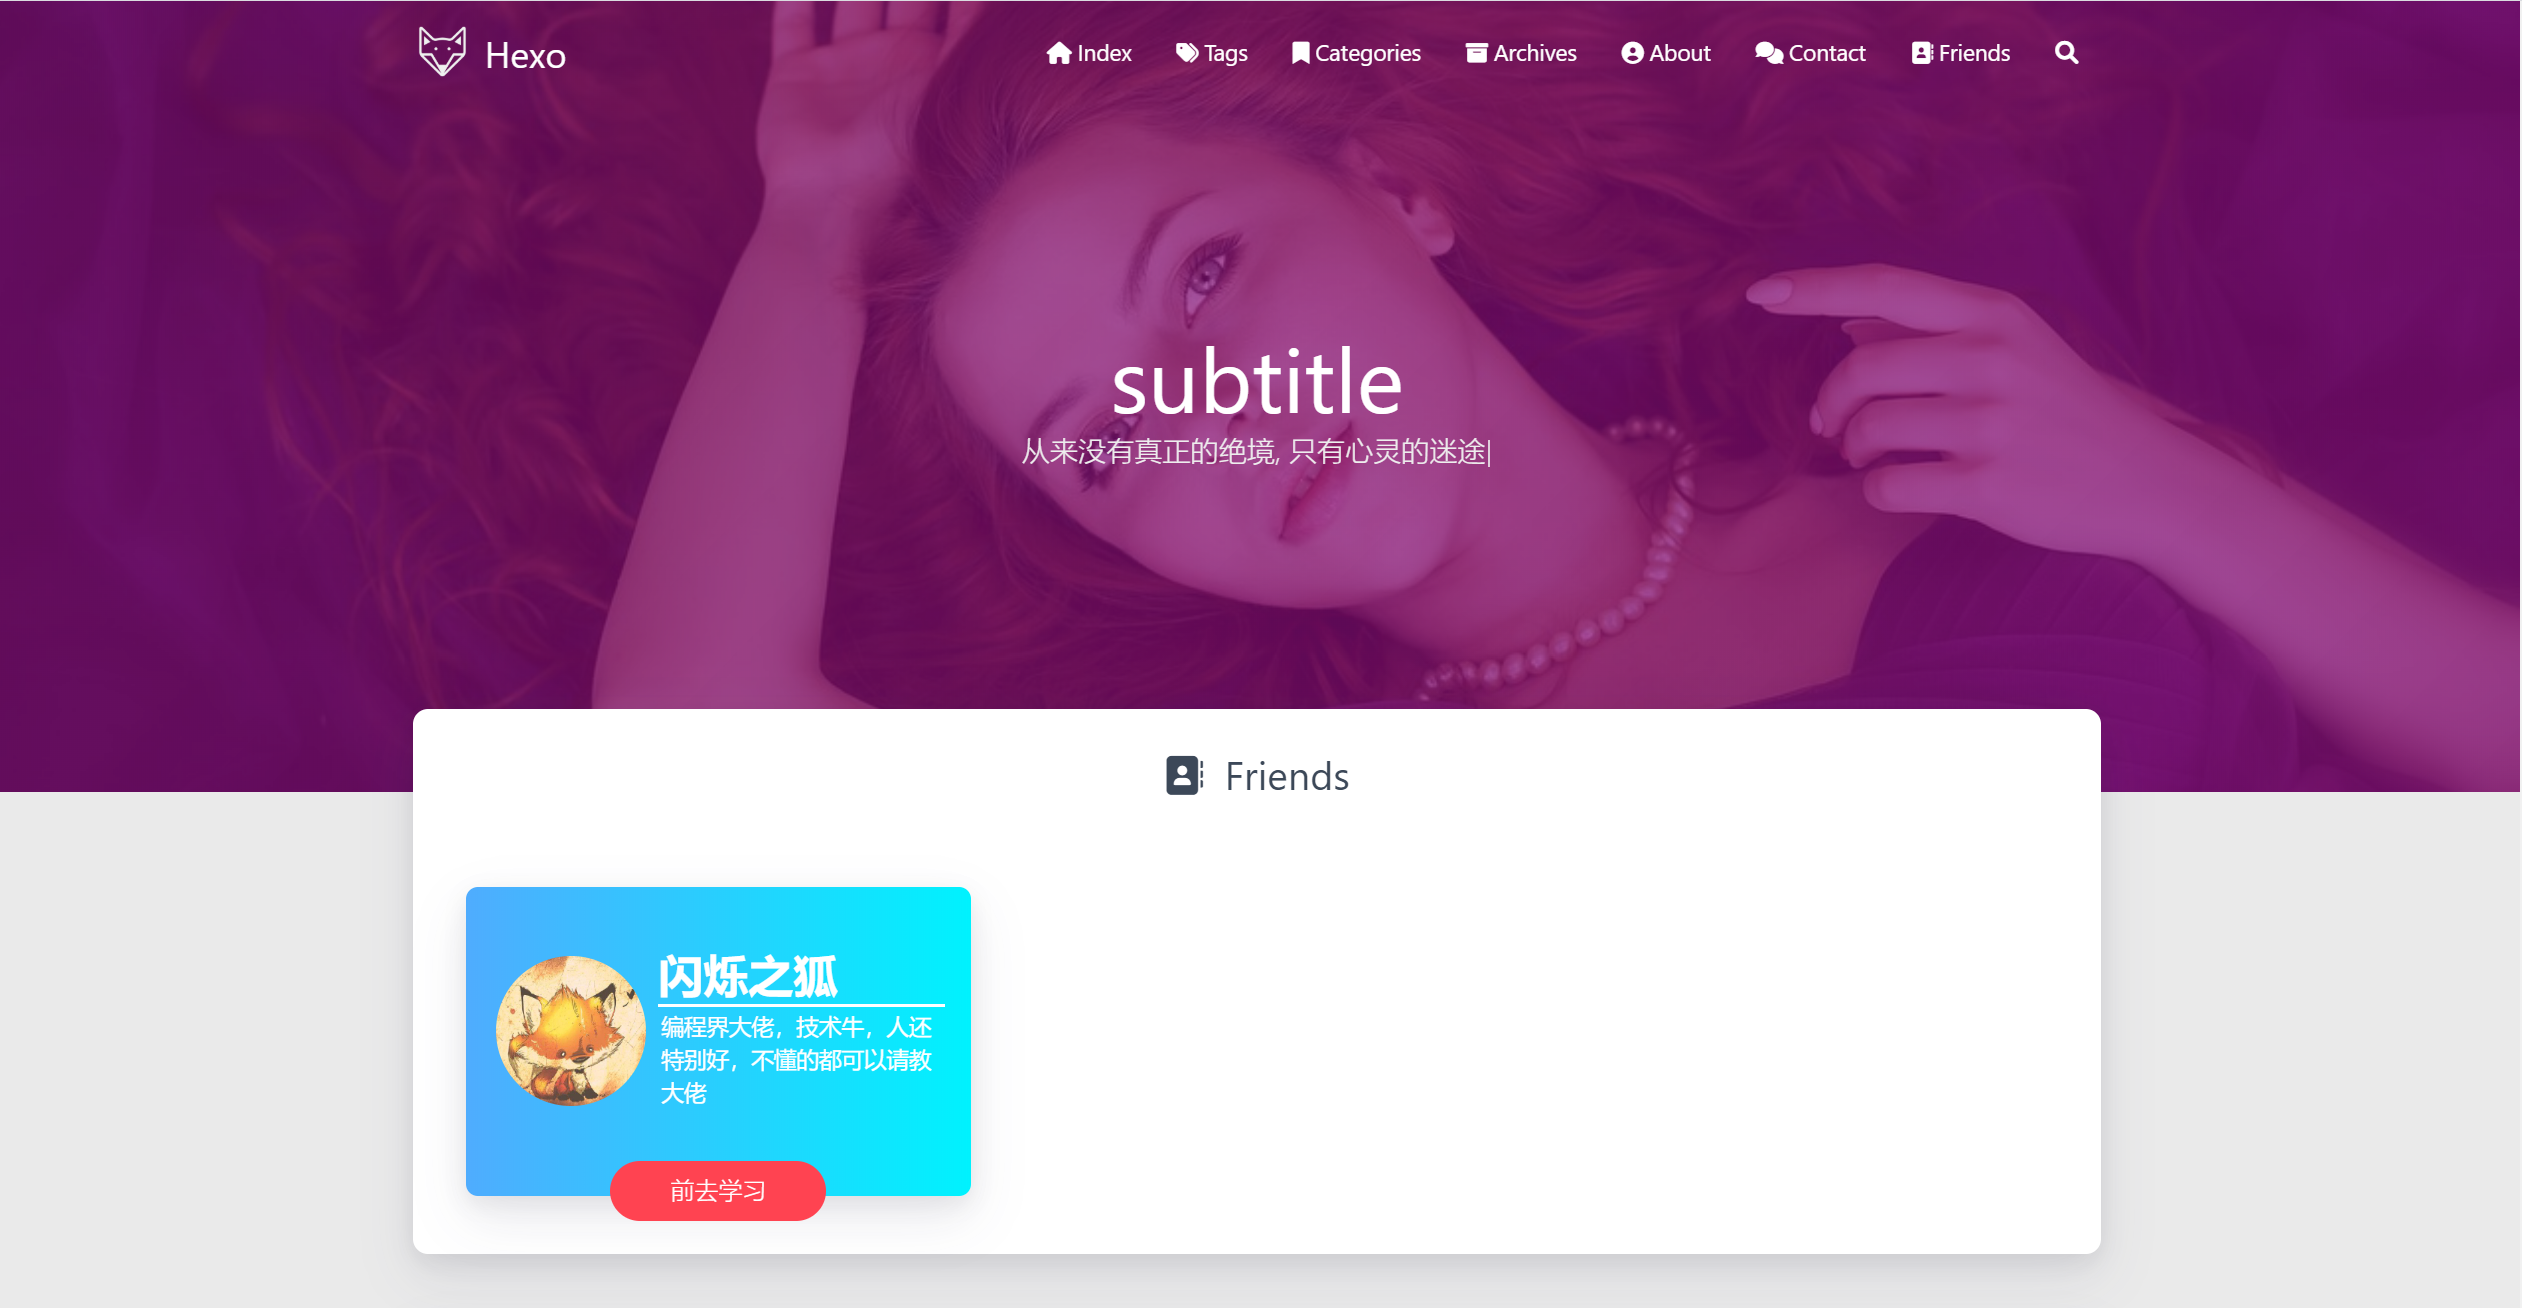 Hexo
Index Tags Categories Archives About Contact Friends
subtitle
从来没有真正的绝境, 只有心灵的迷途|
Friends
闪烁之狐
编程界大佬，技术牛，人还
特别好，不懂的都可以请教
大佬
前去学习